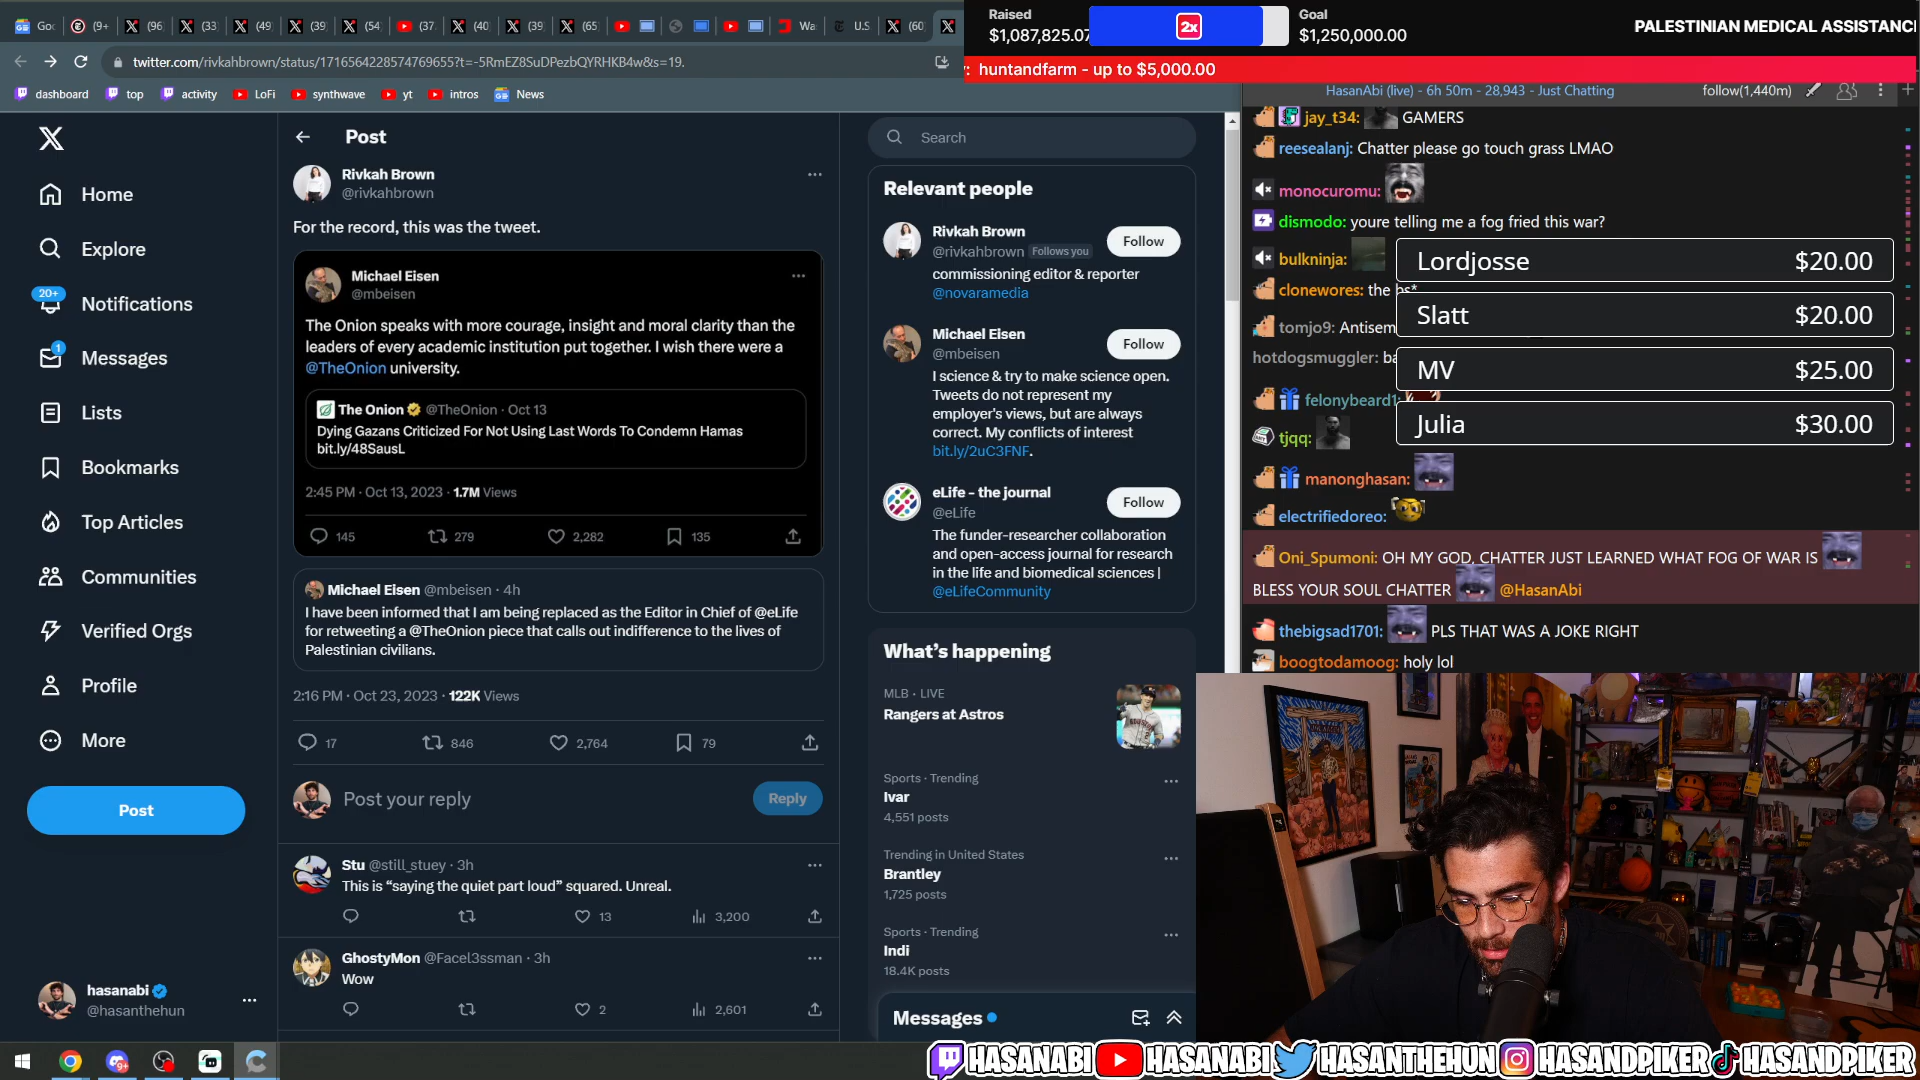 Goo
(9+
(96
(33
(49
(39
(54
(37
(40
(39
(65
Wa
U.S
(60
twitter.com/rivkahbrown/status/1716564228574769655?t=-5RmEZ8SuDPezbQYRHKB4w&s=19.
dashboard
top
activity
LoFi
synthwave
yt
intros
News
Raised
$1,087,825.07
2x
Goal
$1,250,000.00
PALESTINIAN MEDICAL ASSISTANC
: huntandfarm - up to $5,000.00
Home
Explore
20+
Notifications
1
Messages
Lists
Bookmarks
Top Articles
Communities
Verified Orgs
Profile
More
Post
hasanabi
@hasanthehun
Post
Rivkah Brown
@rivkahbrown
For the record, this was the tweet.
Michael Eisen
@mbeisen
The Onion speaks with more courage, insight and moral clarity than the
leaders of every academic institution put together. I wish there were a
@TheOnion university.
The Onion @TheOnion · Oct 13
Dying Gazans Criticized For Not Using Last Words To Condemn Hamas
bit.ly/48SausL
2:45 PM · Oct 13, 2023 · 1.7M Views
145 279 2,282 135
Michael Eisen @mbeisen · 4h
I have been informed that I am being replaced as the Editor in Chief of @eLife
for retweeting a @TheOnion piece that calls out indifference to the lives of
Palestinian civilians.
2:16 PM · Oct 23, 2023 · 122K Views
17 846 2,764 79
Post your reply
Reply
Stu @still_stuey · 3h
This is “saying the quiet part loud” squared. Unreal.
13 3,200
GhostyMon @Facel3ssman · 3h
Wow
2 2,601
Search
Relevant people
Rivkah Brown
@rivkahbrown Follows you
Follow
commissioning editor & reporter
@novaramedia
Michael Eisen
@mbeisen
Follow
I science & try to make science open.
Tweets do not represent my
employer's views, but are always
correct. My conflicts of interest
bit.ly/2uC3FNF.
eLife - the journal
@eLife
Follow
The funder-researcher collaboration
and open-access journal for research
in the life and biomedical sciences |
@eLifeCommunity
What’s happening
MLB · LIVE
Rangers at Astros
Sports · Trending
Ivar
4,551 posts
Trending in United States
Brantley
1,725 posts
Sports · Trending
Indi
18.4K posts
Messages
HasanAbi (live) - 6h 50m - 28,943 - Just Chatting
follow(1,440m)
jay_t34: GAMERS
reesealanj: Chatter please go touch grass LMAO
monocuromu:
dismodo: youre telling me a fog fried this war?
bulkninja:
clonewores: the bs*
tomjo9: Antisem
hotdogsmuggler: ba
felonybeard1:
tjqq:
Lordjosse $20.00
Slatt $20.00
MV $25.00
Julia $30.00
manonghasan:
electrifiedoreo:
Oni_Spumoni: OH MY GOD, CHATTER JUST LEARNED WHAT FOG OF WAR IS
BLESS YOUR SOUL CHATTER @HasanAbi
thebigsad1701: PLS THAT WAS A JOKE RIGHT
boogtodamoog: holy lol
HASANABI HASANABI HASANTHEHUN HASANDPIKER HASANDPIKER